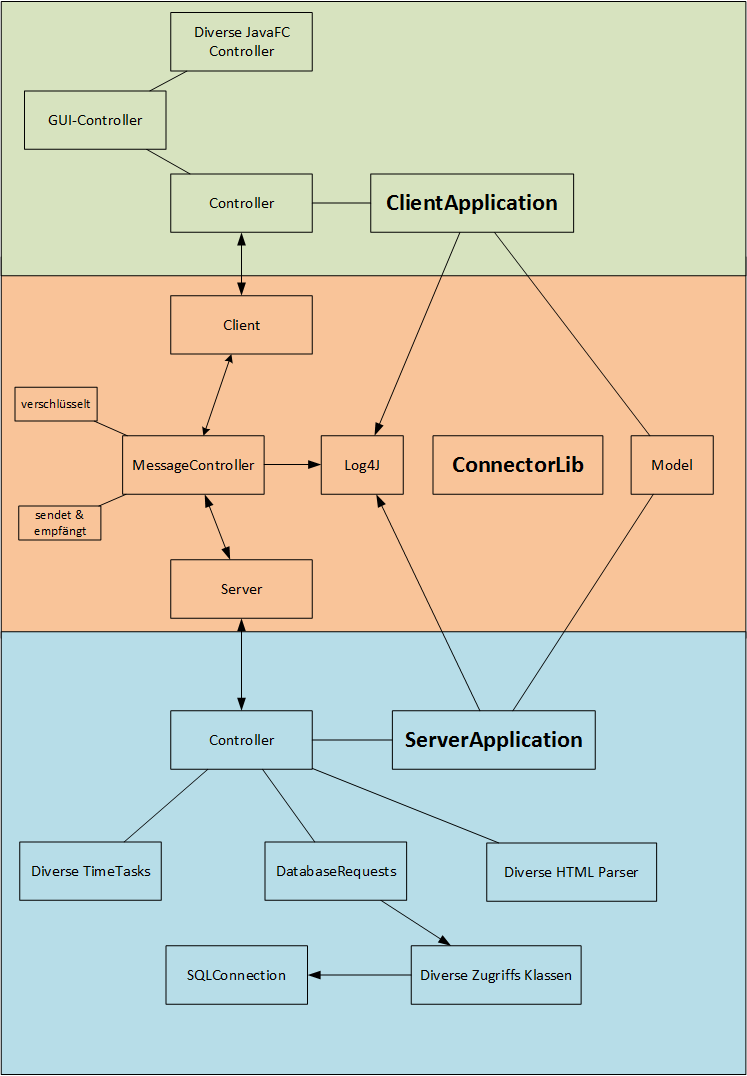 Diverse JavaFC
Controller
GUI-Controller
Controller
ClientApplication
Client
verschlüsselt
MessageController
Log4J
ConnectorLib
Model
sendet &
empfängt
Server
Controller
ServerApplication
Diverse TimeTasks
DatabaseRequests
Diverse HTML Parser
SQLConnection
Diverse Zugriffs Klassen